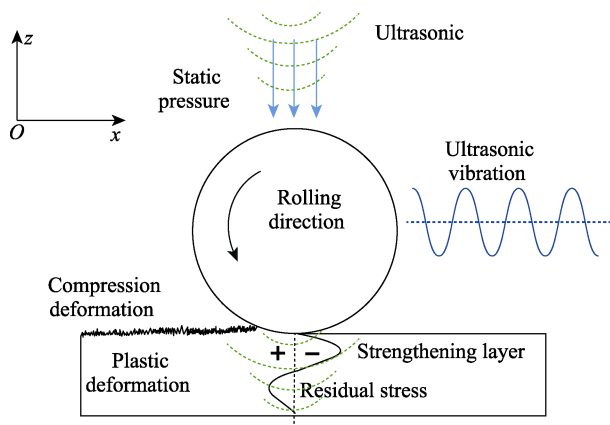 z
Ultrasonic
Static
pressure
O
x
Ultrasonic
vibration
Rolling
direction
Compression
deformation
+
−
Strengthening layer
Plastic
deformation
Residual stress